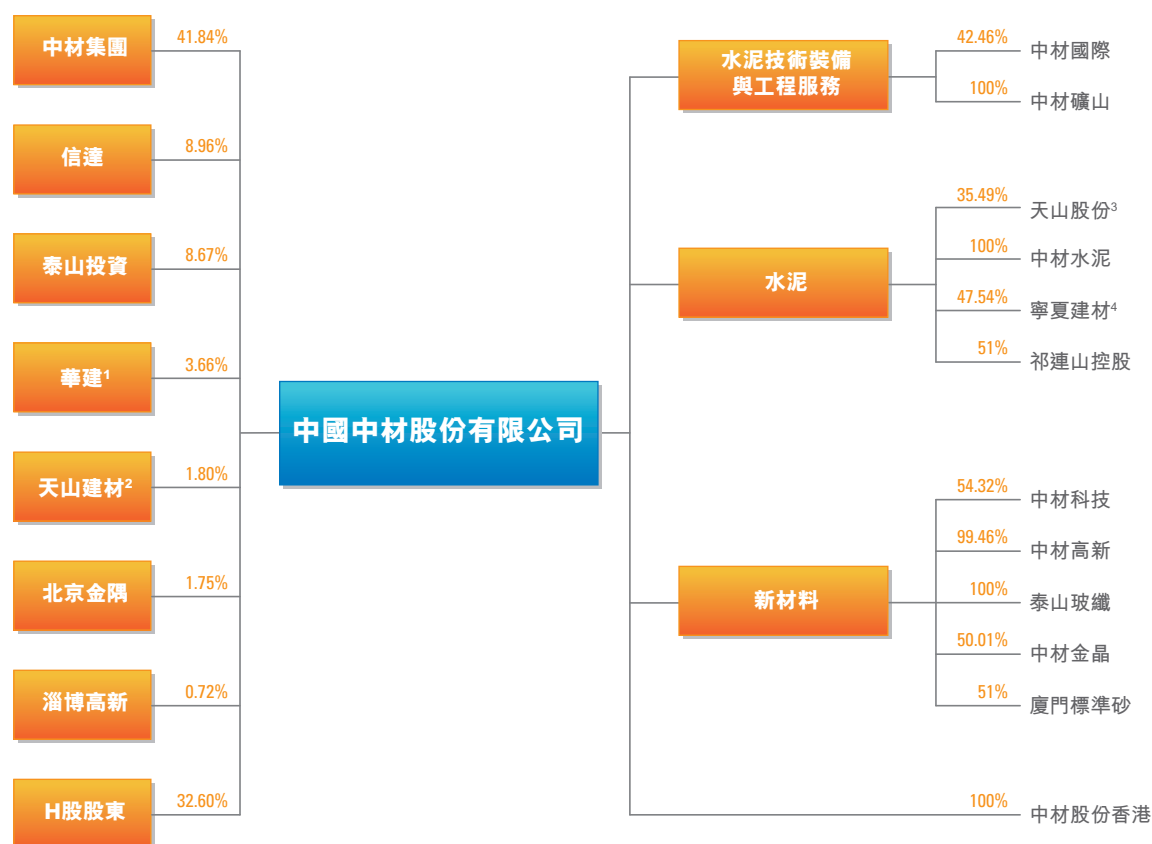 中材集團
41.84%
信達
8.96%
泰山投資
8.67%
華建¹
3.66%
天山建材²
1.80%
北京金隅
1.75%
淄博高新
0.72%
H股股東
32.60%
中國中材股份有限公司
水泥技術裝備
與工程服務
42.46%
中材國際
100%
中材礦山
水泥
35.49%
天山股份³
100%
中材水泥
47.54%
寧夏建材⁴
51%
祁連山控股
新材料
54.32%
中材科技
99.46%
中材高新
100%
泰山玻纖
50.01%
中材金晶
51%
廈門標準砂
100%
中材股份香港